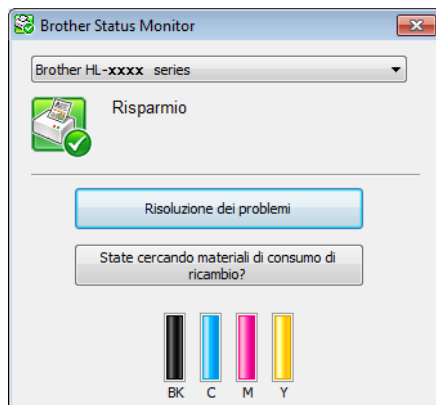 Brother Status Monitor
Brother HL-xxxx series
Risparmio
Risoluzione dei problemi
State cercando materiali di consumo di
ricambio?
BK C M Y